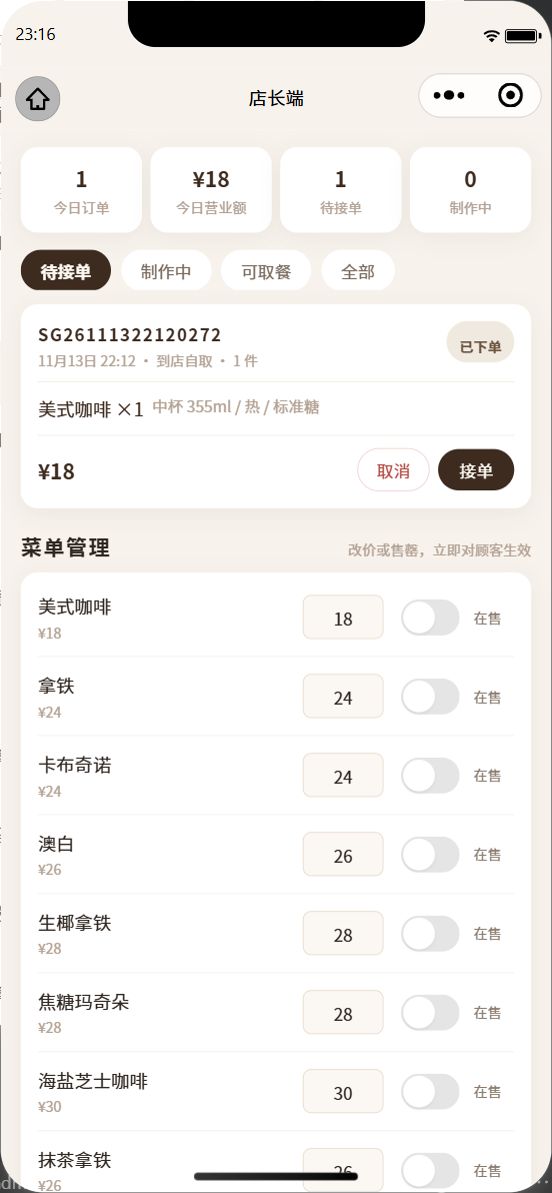 23:16
店长端
1
今日订单
¥18
今日营业额
1
待接单
0
制作中
待接单
制作中
可取餐
全部
SG26111322120272
11月13日 22:12 · 到店自取 · 1 件
已下单
美式咖啡 ×1 中杯 355ml / 热 / 标准糖
¥18
取消
接单
菜单管理
改价或售罄，立即对顾客生效
美式咖啡
¥18
18
在售
拿铁
¥24
24
在售
卡布奇诺
¥24
24
在售
澳白
¥26
26
在售
生椰拿铁
¥28
28
在售
焦糖玛奇朵
¥28
28
在售
海盐芝士咖啡
¥30
30
在售
抹茶拿铁
¥26
26
在售